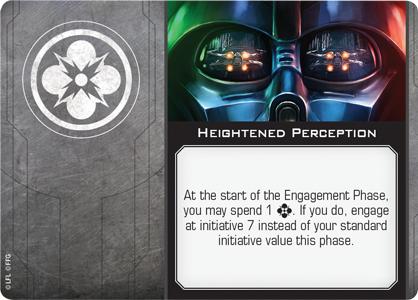 HEIGHTENED PERCEPTION
At the start of the Engagement Phase,
you may spend 1 . If you do, engage
at initiative 7 instead of your standard
initiative value this phase.
© LFL © FFG